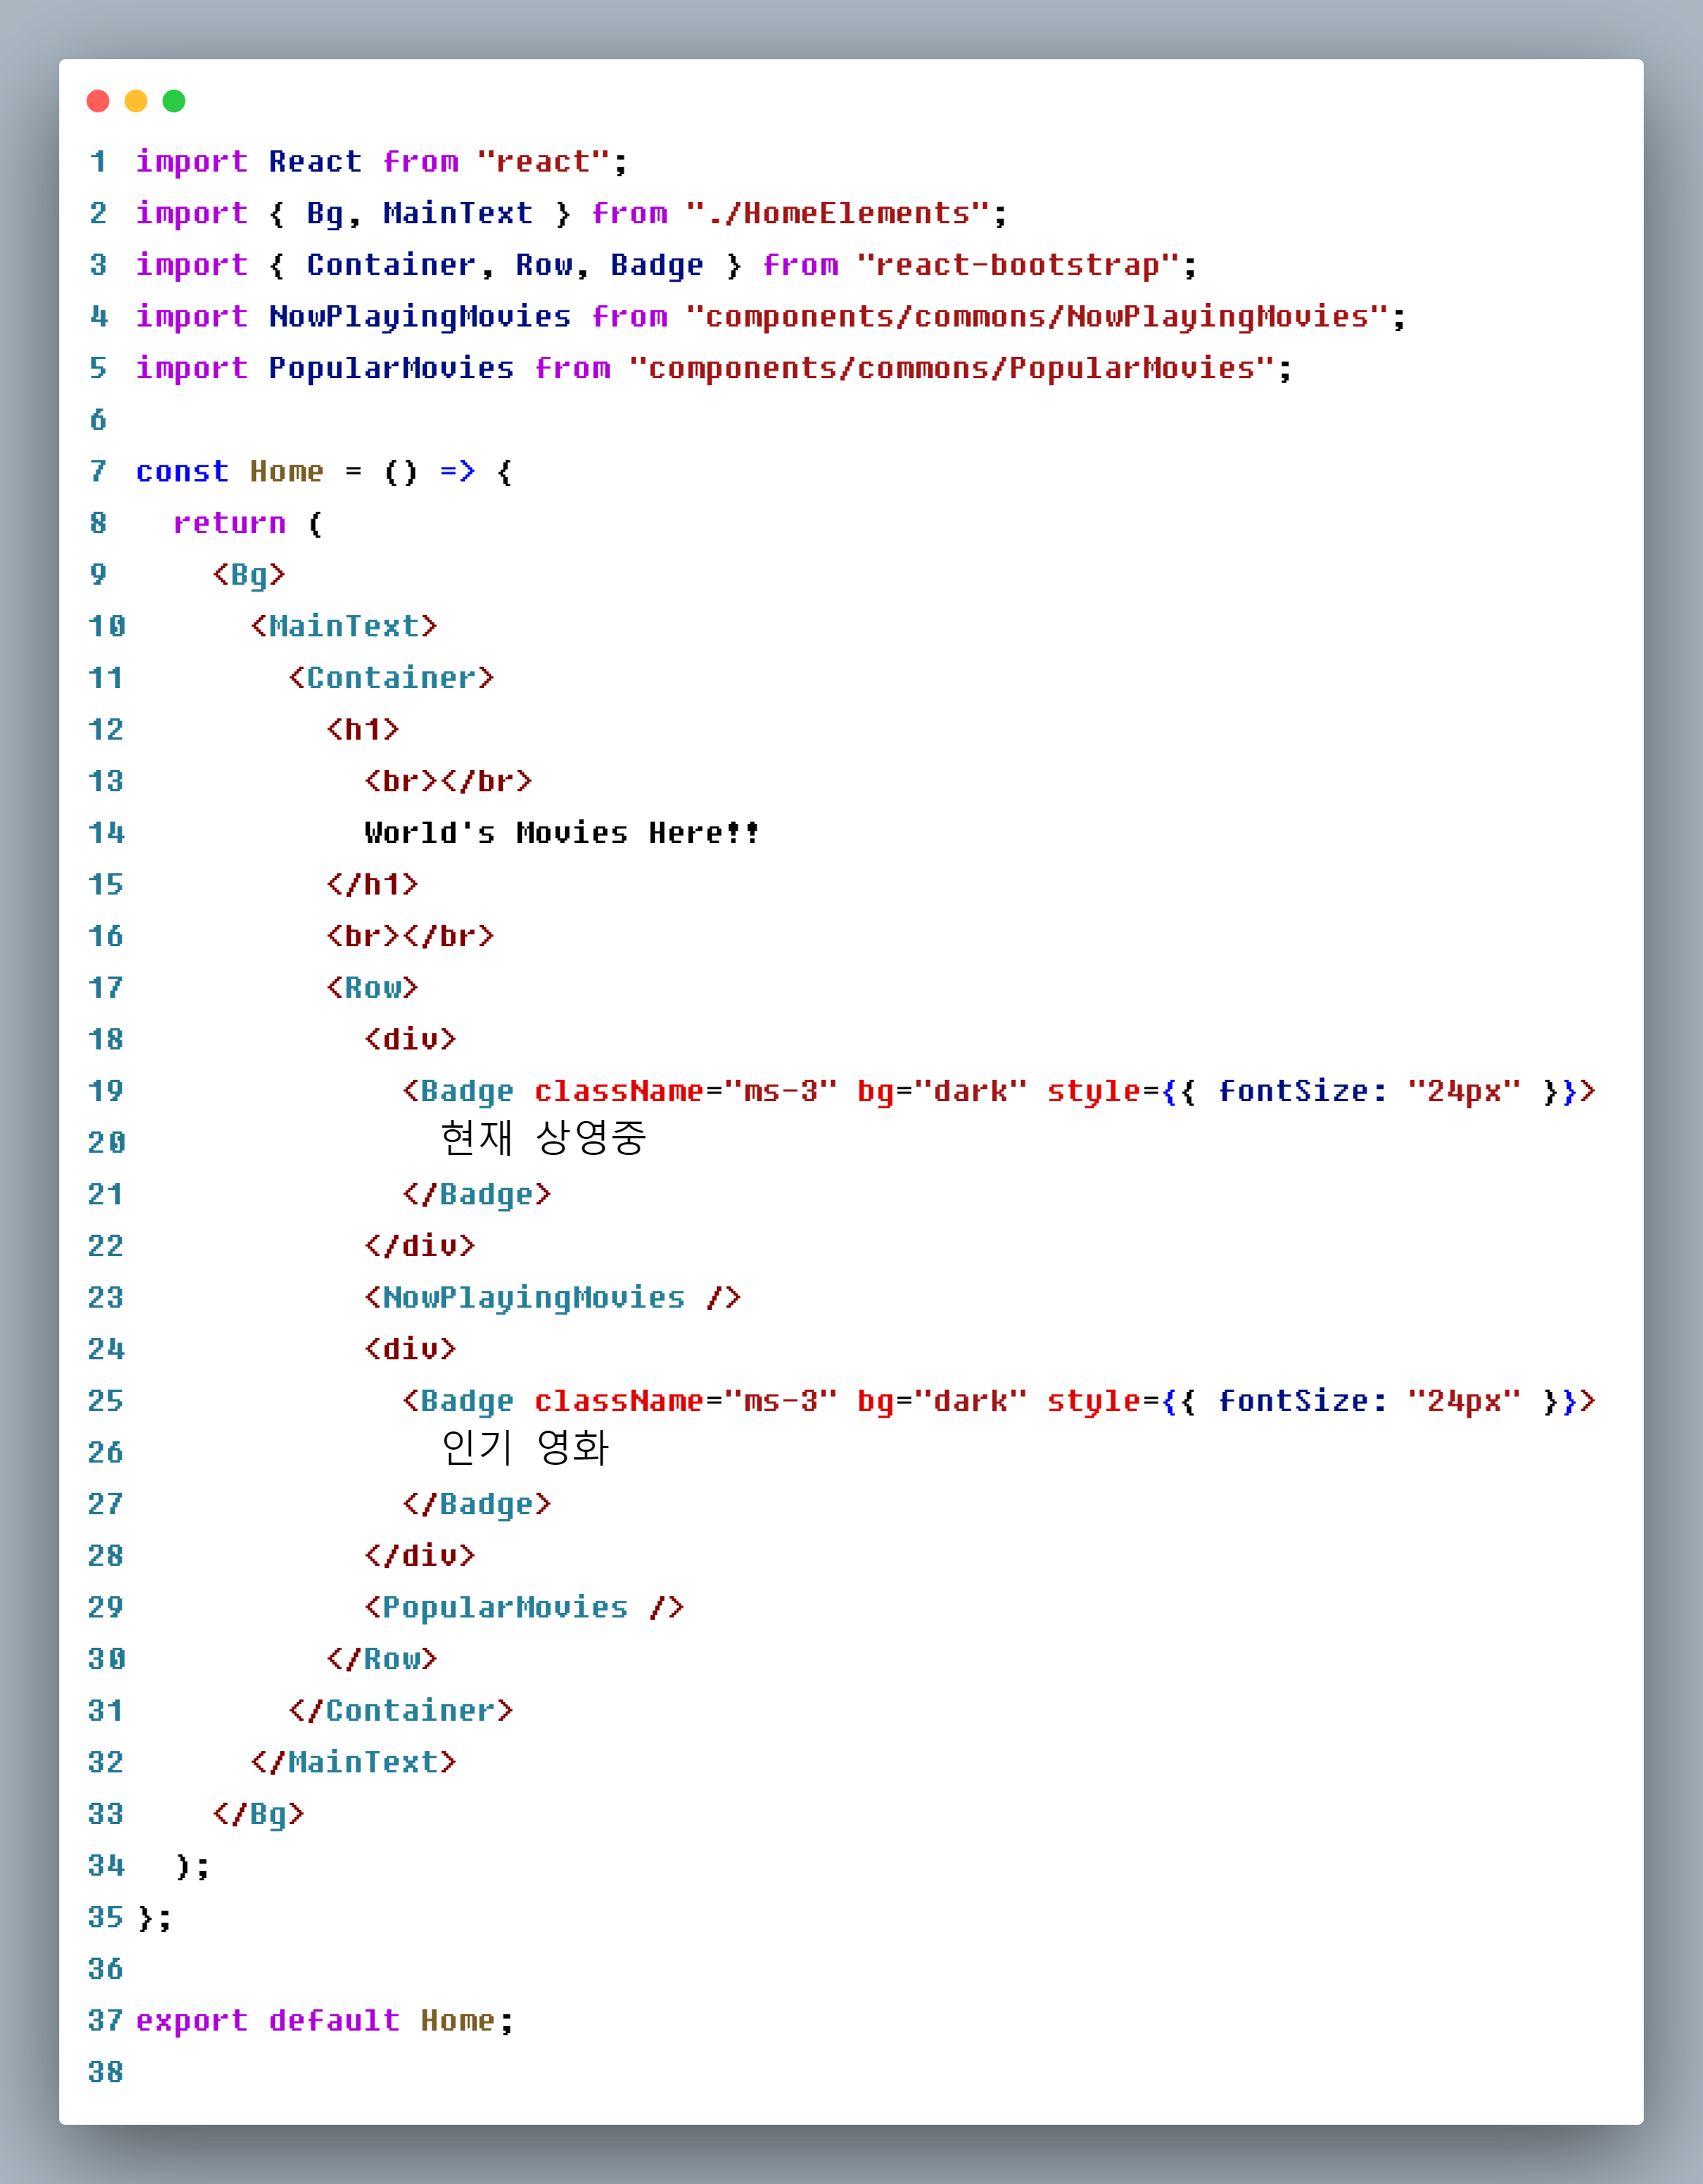 1 import React from "react";
2 import { Bg, MainText } from "./HomeElements";
3 import { Container, Row, Badge } from "react-bootstrap";
4 import NowPlayingMovies from "components/commons/NowPlayingMovies";
5 import PopularMovies from "components/commons/PopularMovies";
6
7 const Home = () => {
8   return (
9     <Bg>
10       <MainText>
11         <Container>
12           <h1>
13             <br></br>
14             World's Movies Here!!
15           </h1>
16           <br></br>
17           <Row>
18             <div>
19               <Badge className="ms-3" bg="dark" style={{ fontSize: "24px" }}>
20                 현재 상영중
21               </Badge>
22             </div>
23             <NowPlayingMovies />
24             <div>
25               <Badge className="ms-3" bg="dark" style={{ fontSize: "24px" }}>
26                 인기 영화
27               </Badge>
28             </div>
29             <PopularMovies />
30           </Row>
31         </Container>
32       </MainText>
33     </Bg>
34   );
35 };
36
37 export default Home;
38